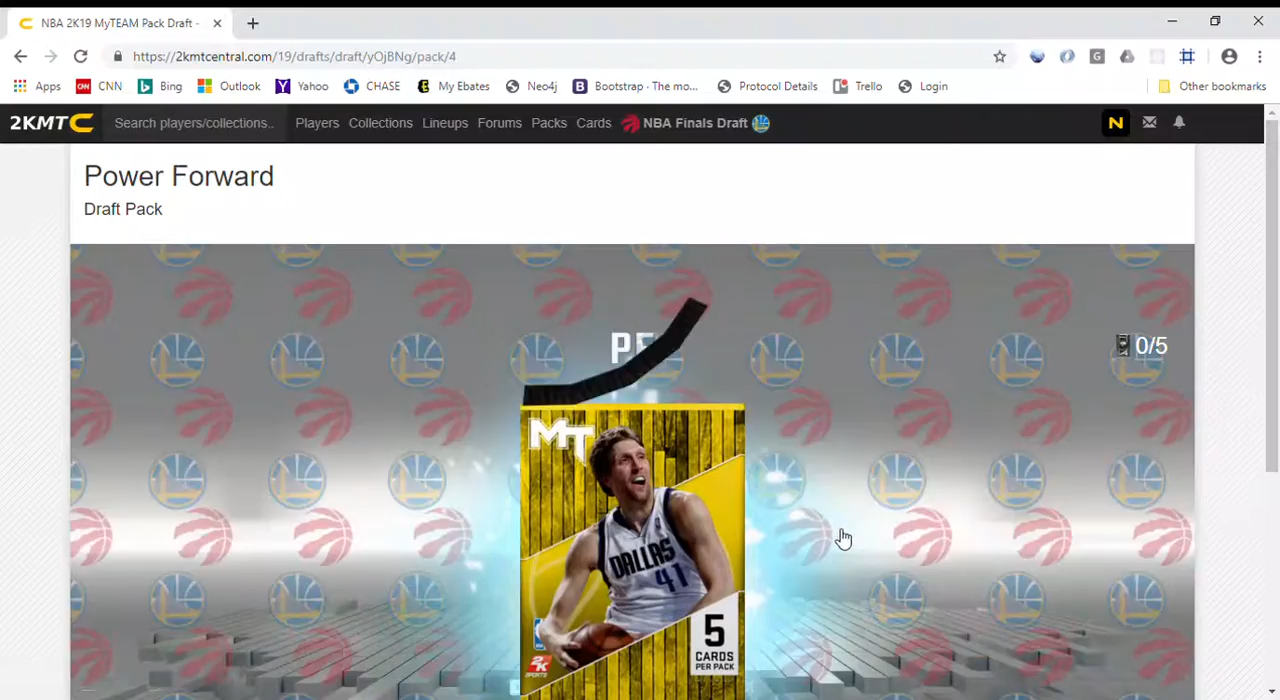 NBA 2K19 MyTEAM Pack Draft -
https://2kmtcentral.com/19/drafts/draft/yOjBNg/pack/4
Apps CNN Bing Outlook Yahoo CHASE My Ebates Neo4j Bootstrap · The mo... Protocol Details Trello Login Other bookmarks
2KMTC Search players/collections.. Players Collections Lineups Forums Packs Cards NBA Finals Draft N
Power Forward
Draft Pack
PF
0/5
MT
DALLAS
41
5
CARDS
PER PACK
2K
SPORTS